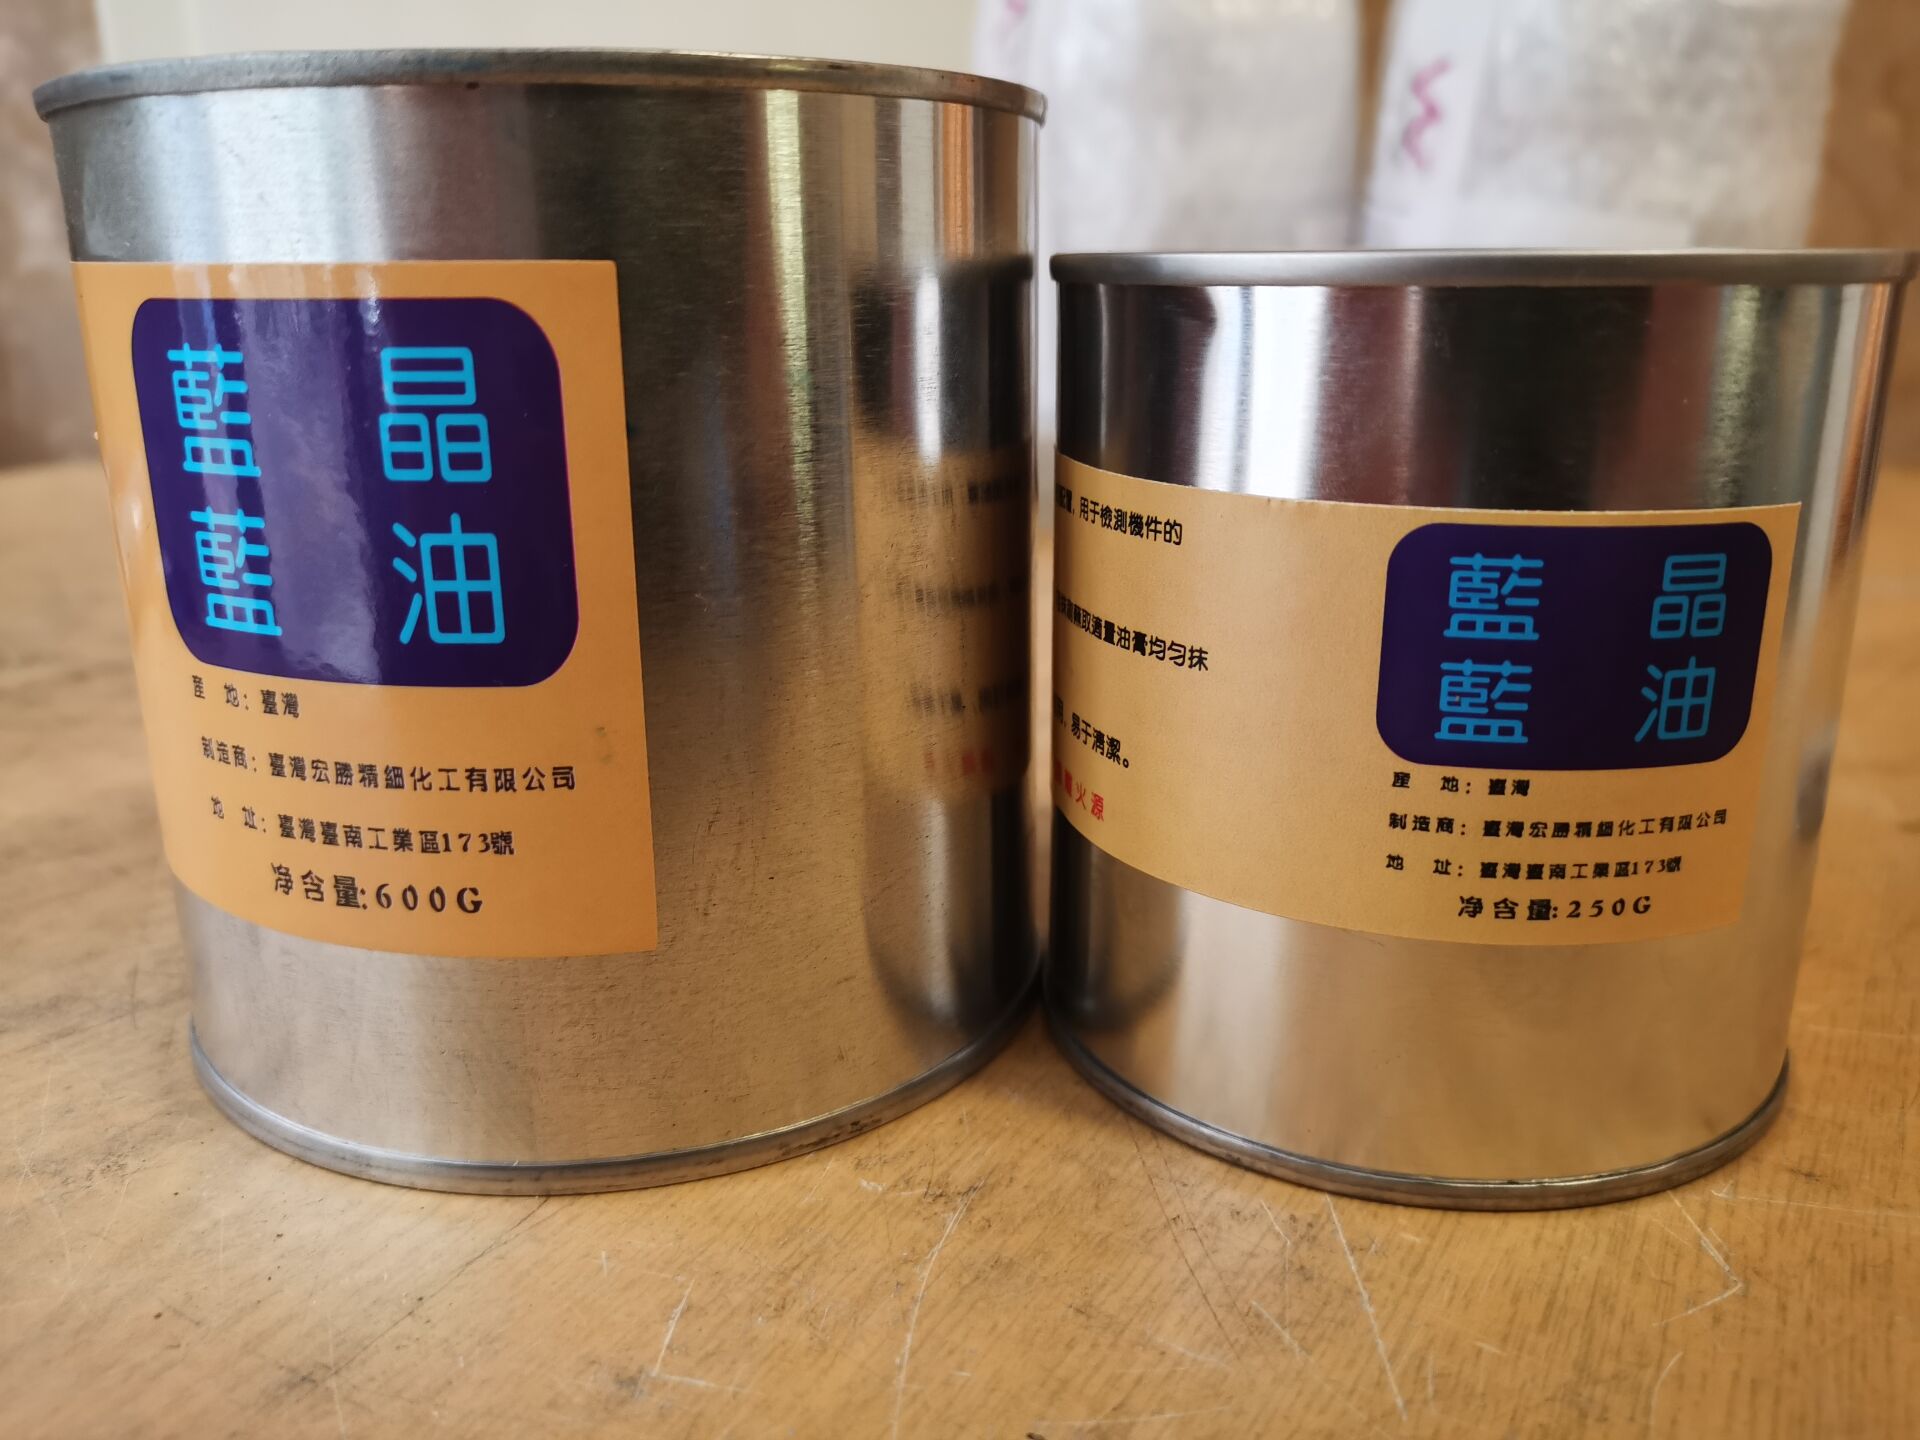 藍 晶
藍 油
産 地：臺灣
制造商：臺灣宏勝精細化工有限公司
地 址：臺灣臺南工業區173號
净含量:600G
用于檢測機件的
取適量油膏均勻抹
易于清潔。
火源
藍 晶
藍 油
産 地：臺灣
制造商：臺灣宏勝精細化工有限公司
地 址：臺灣臺南工業區173號
净含量:250G